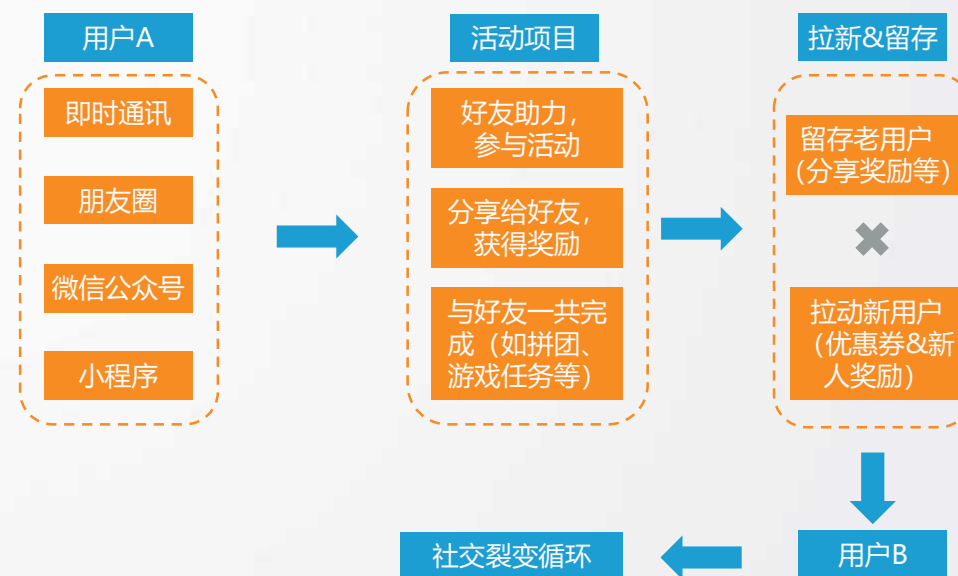 用户A
即时通讯
朋友圈
微信公众号
小程序
活动项目
好友助力,
参与活动
分享给好友,
获得奖励
与好友一共完
成（如拼团、
游戏任务等）
拉新&留存
留存老用户
（分享奖励等）
拉动新用户
（优惠券&新
人奖励）
用户B
社交裂变循环